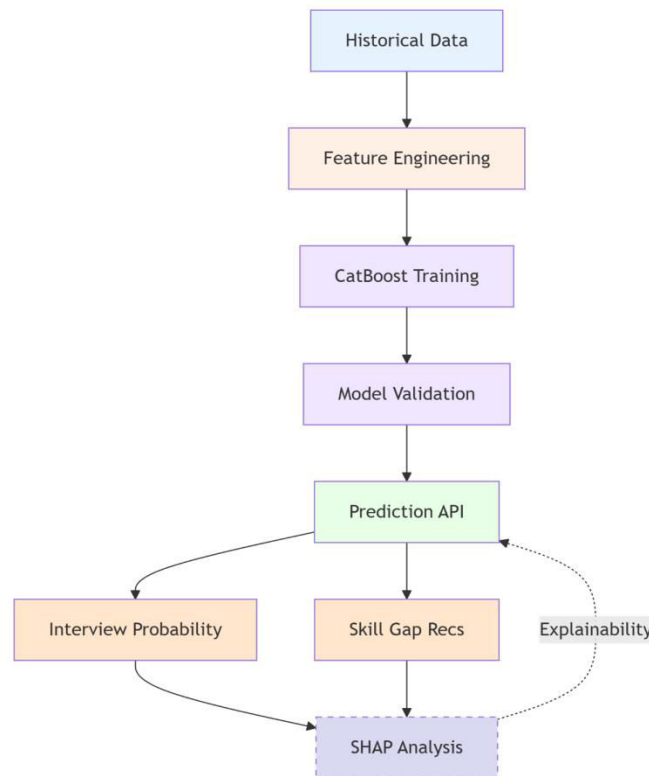 Historical Data
Feature Engineering
CatBoost Training
Model Validation
Prediction API
Interview Probability
Skill Gap Recs
Explainability
SHAP Analysis